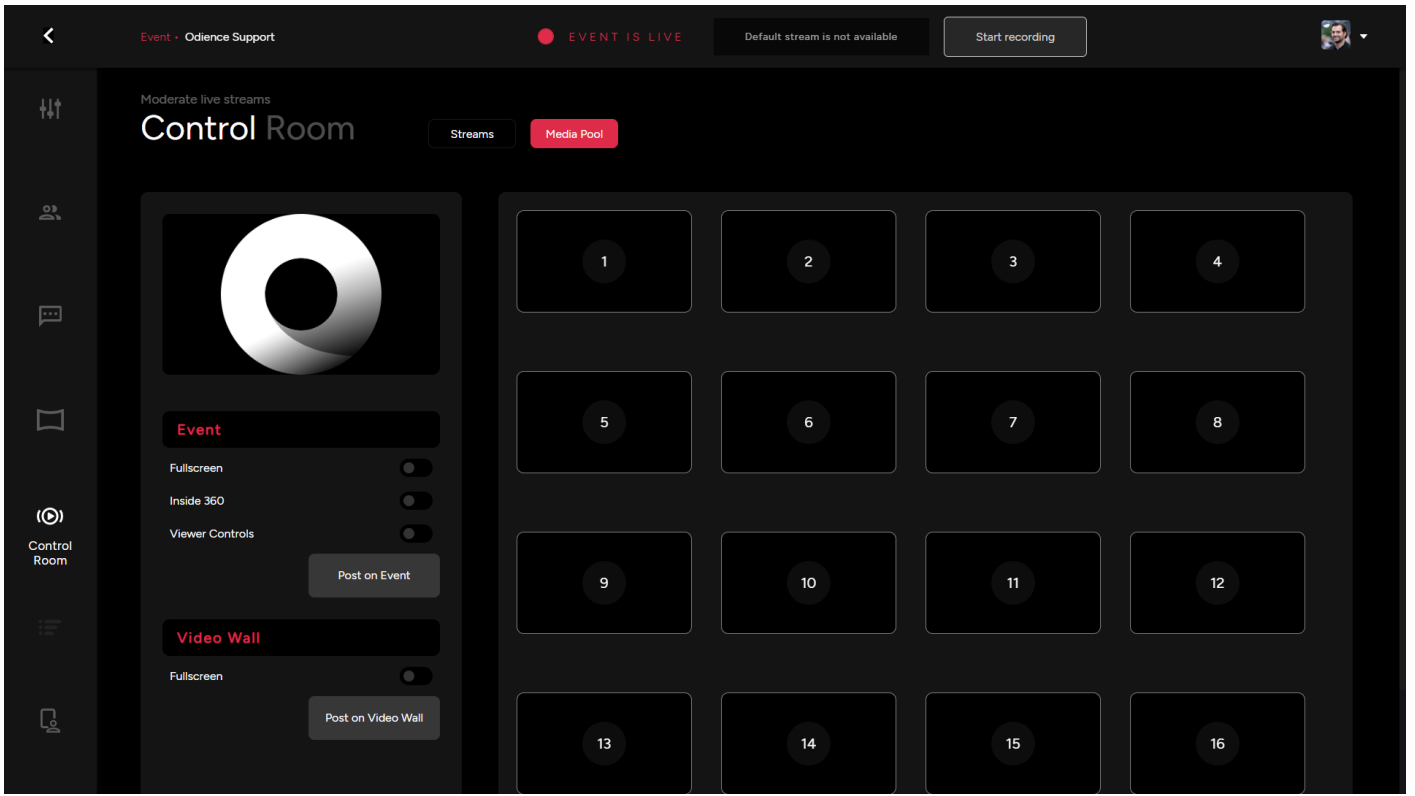 Event • Odience Support
EVENT IS LIVE
Default stream is not available
Start recording
Moderate live streams
Control Room
Streams
Media Pool
Control
Room
Event
Fullscreen
Inside 360
Viewer Controls
Post on Event
Video Wall
Fullscreen
Post on Video Wall
1
2
3
4
5
6
7
8
9
10
11
12
13
14
15
16